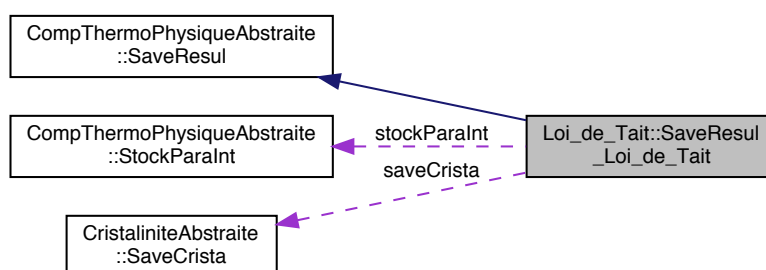 CompThermoPhysiqueAbstraite
::SaveResul
CompThermoPhysiqueAbstraite
::StockParaInt
stockParaInt
saveCrista
Loi_de_Tait::SaveResul
_Loi_de_Tait
CristaliniteAbstraite
::SaveCrista